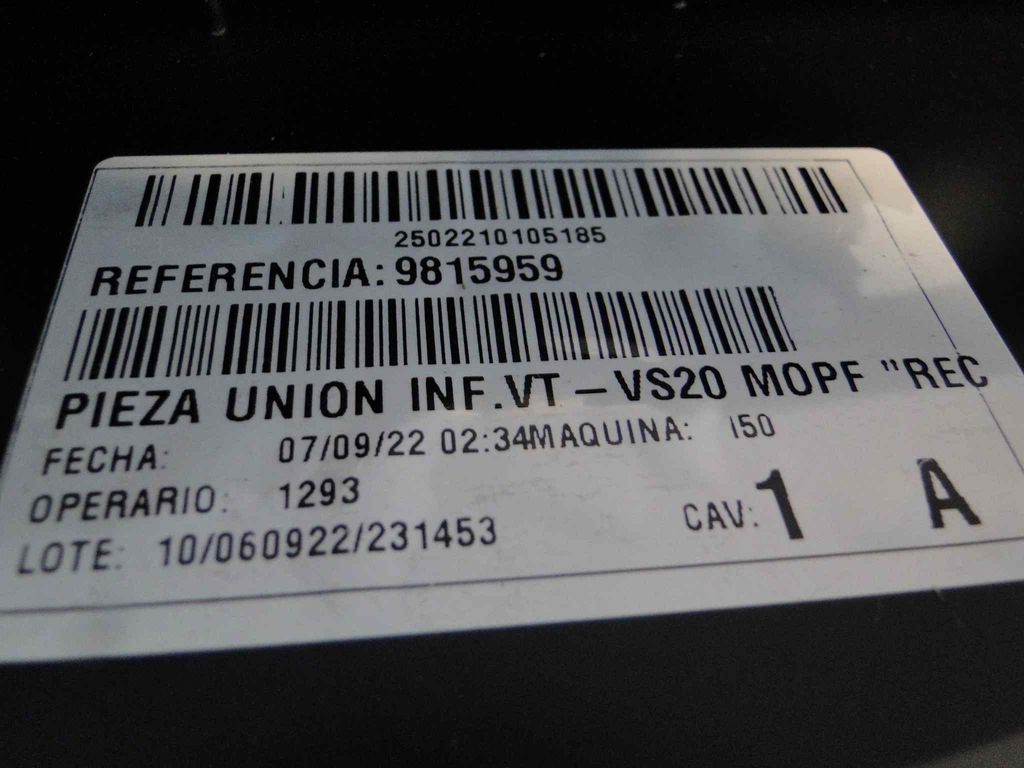 2502210105185
REFERENCIA: 9815959
PIEZA UNION INF.VT-VS20 MOPF "REC
FECHA: 07/09/22 02:34MAQUINA: I50
OPERARIO: 1293
LOTE: 10/060922/231453
CAV: 1 A